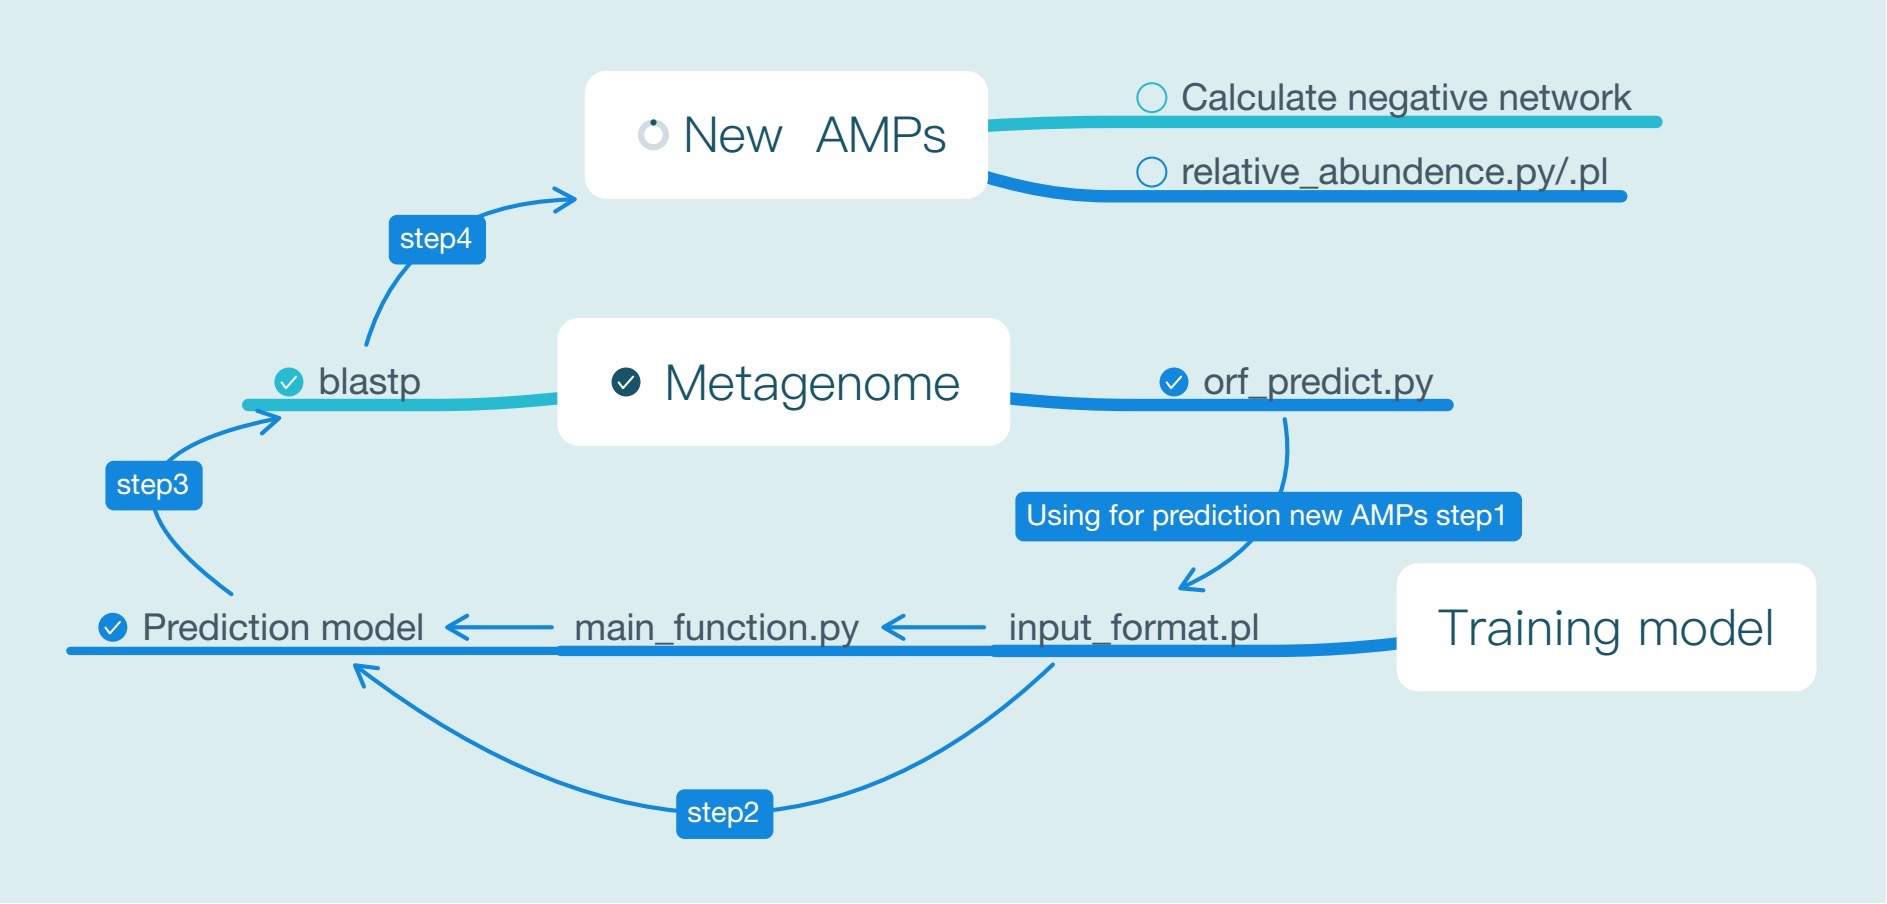 New AMPs
Calculate negative network
relative_abundence.py/.pl
step4
blastp
Metagenome
orf_predict.py
step3
Using for prediction new AMPs step1
Prediction model
main_function.py
input_format.pl
Training model
step2